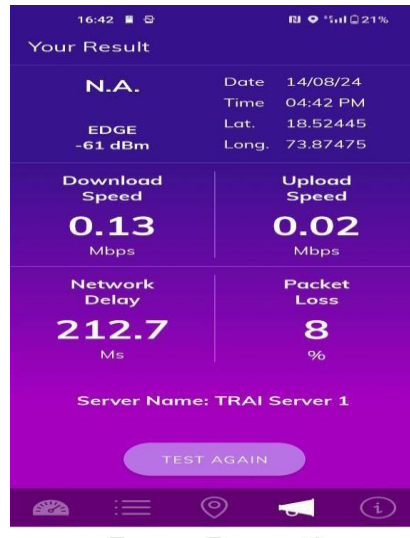 16:42 21%
Your Result
N.A.
EDGE
-61 dBm
Date 14/08/24
Time 04:42 PM
Lat. 18.52445
Long. 73.87475
Download
Speed
0.13
Mbps
Upload
Speed
0.02
Mbps
Network
Delay
212.7
Ms
Packet
Loss
8
%
Server Name: TRAI Server 1
TEST AGAIN